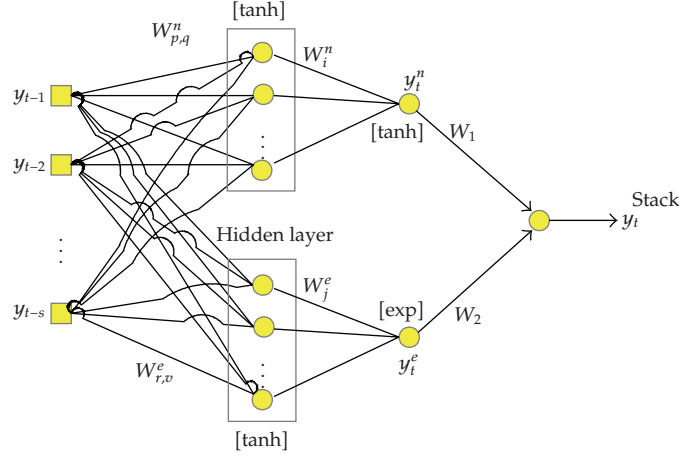 [tanh]
W^n_{p,q}
W^n_i
y_{t−1}
y^n_t
[tanh]
W_1
y_{t−2}
⋮
Stack
y_t
Hidden layer
⋮
W^e_j
[exp]
y_{t−s}
W_2
y^e_t
W^e_{r,v}
⋮
[tanh]